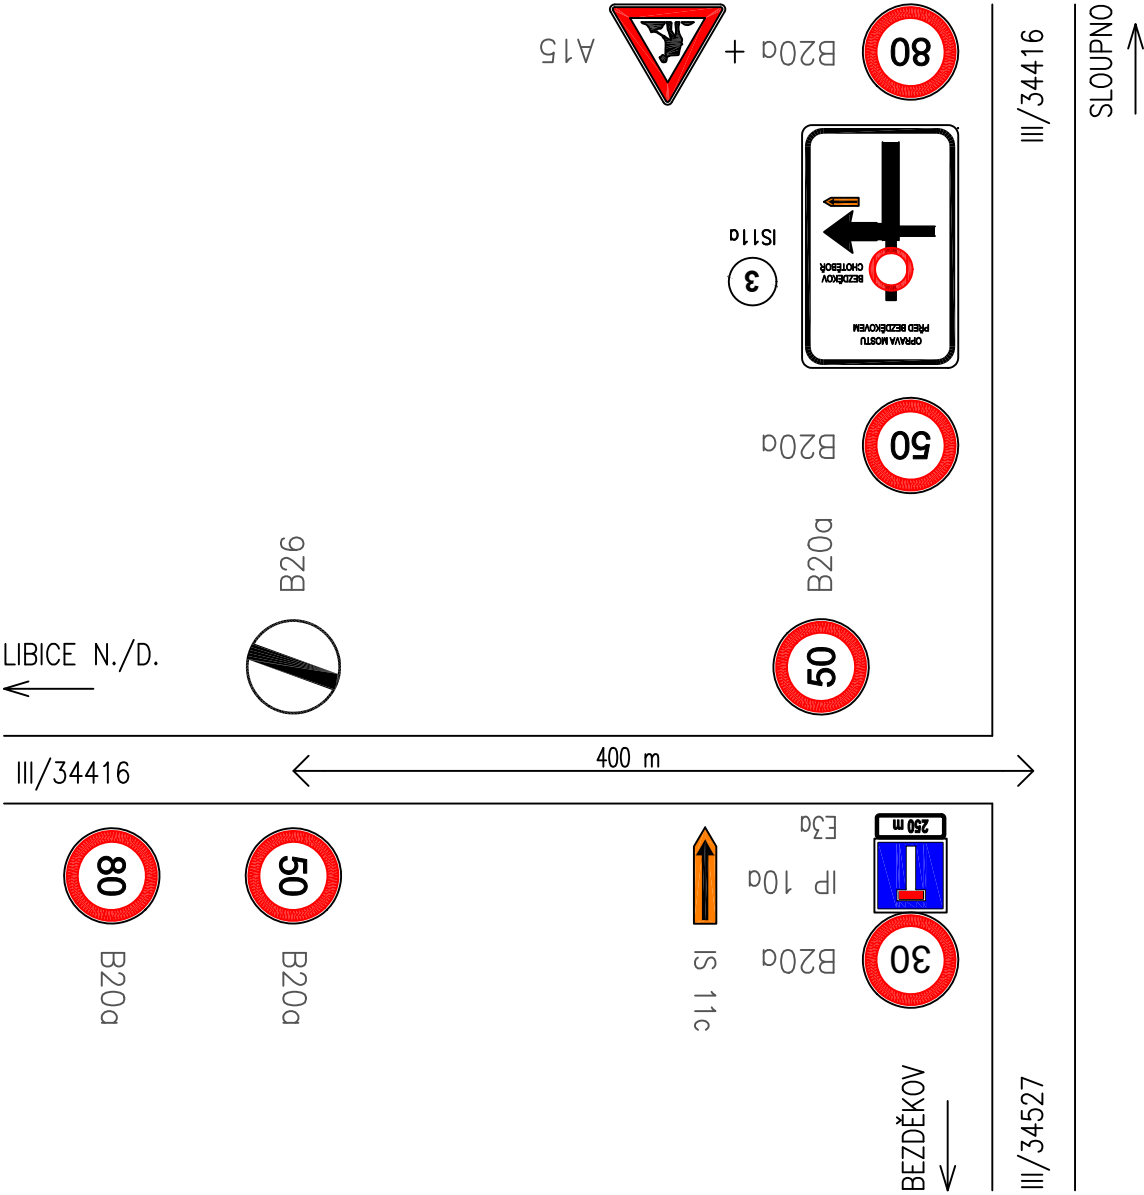 A15
+ B20a
80
III/34416
SLOUPNO
IS11a
3
BEZDĚKOV
CHOTĚBOŘ
OPRAVA MOSTU
PŘED BEZDĚKOVEM
B20a
50
B26
B20a
50
LIBICE N./D.
III/34416
400 m
80
B20a
50
B20a
IS 11c
E3a
250 m
IP 10a
B20a
30
BEZDĚKOV
III/34527